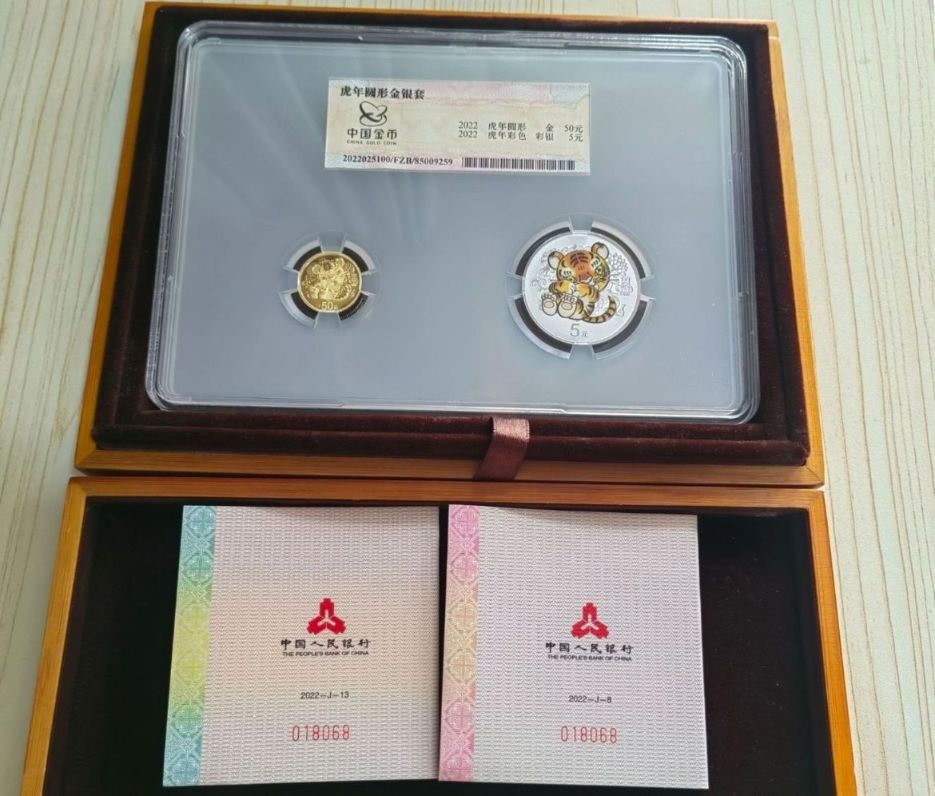 虎年圆形金银套
中国金币
CHINA GOLD COIN
2022 虎年圆形 金 50元
2022 虎年彩色 彩银 5元
2022025100/FZB/85009259
50元
5元
中国人民银行
THE PEOPLE'S BANK OF CHINA
2022-J-13
018068
中国人民银行
THE PEOPLE'S BANK OF CHINA
2022-J-8
018068